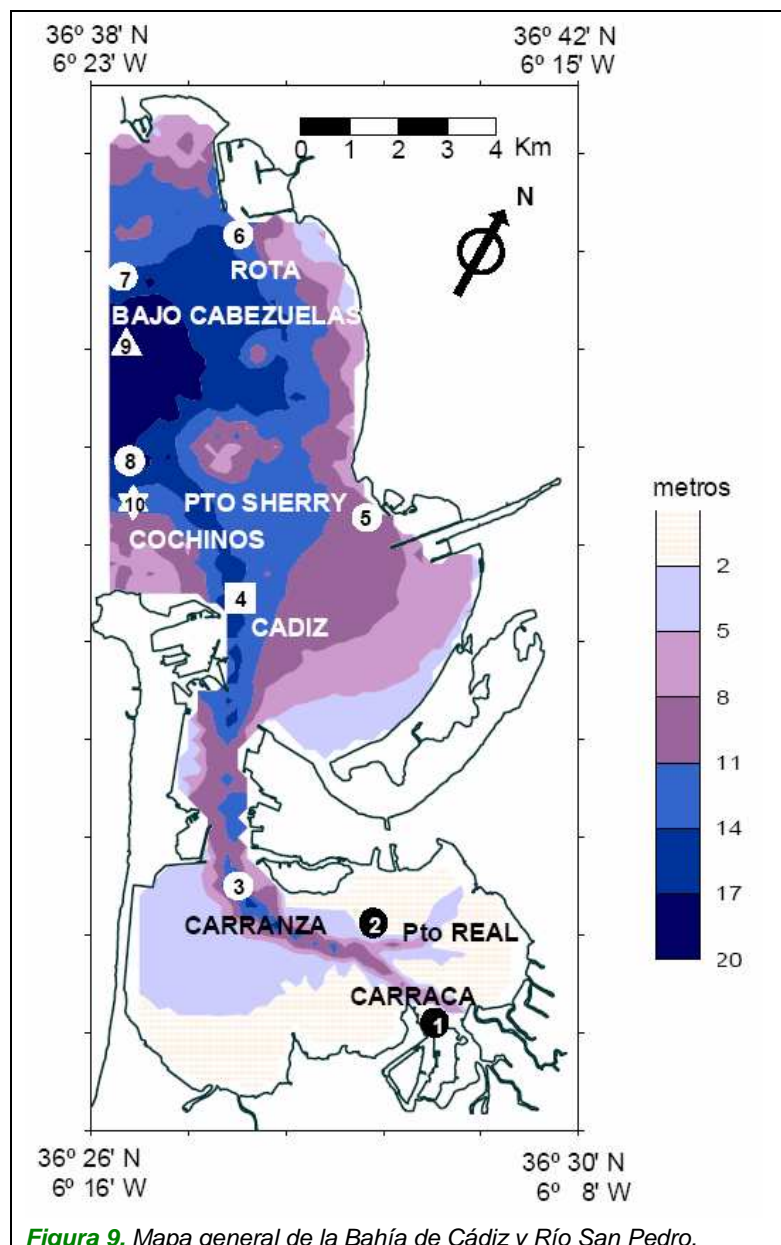 36º 38' N
6º 23' W
36º 42' N
6º 15' W
0 1 2 3 4 Km
N
6
ROTA
7
BAJO CABEZUELAS
9
8
10
PTO SHERRY
5
COCHINOS
4
CADIZ
metros
2
5
8
11
14
17
20
3
CARRANZA
2
Pto REAL
CARRACA
1
36º 26' N
6º 16' W
36º 30' N
6º 8' W
Figura 9. Mapa general de la Bahía de Cádiz y Río San Pedro.